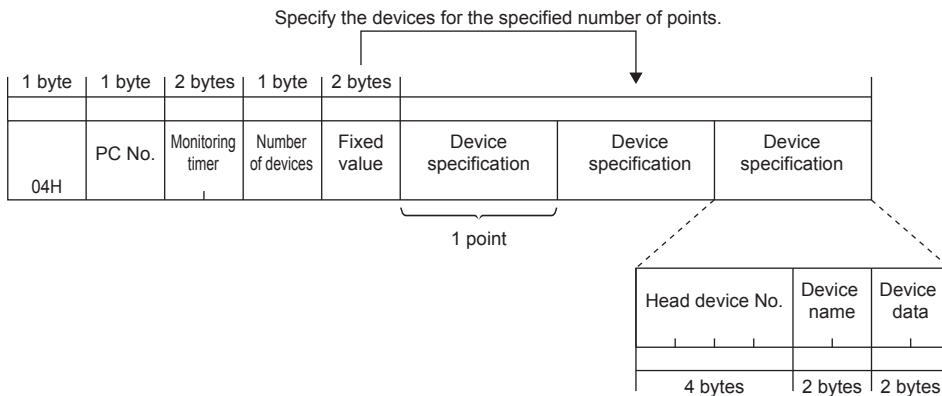 Specify the devices for the specified number of points.
1 byte 1 byte 2 bytes 1 byte 2 bytes
04H
PC No.
Monitoring
timer
Number
of devices
Fixed
value
Device
specification
Device
specification
Device
specification
1 point
Head device No.
Device
name
Device
data
4 bytes 2 bytes 2 bytes